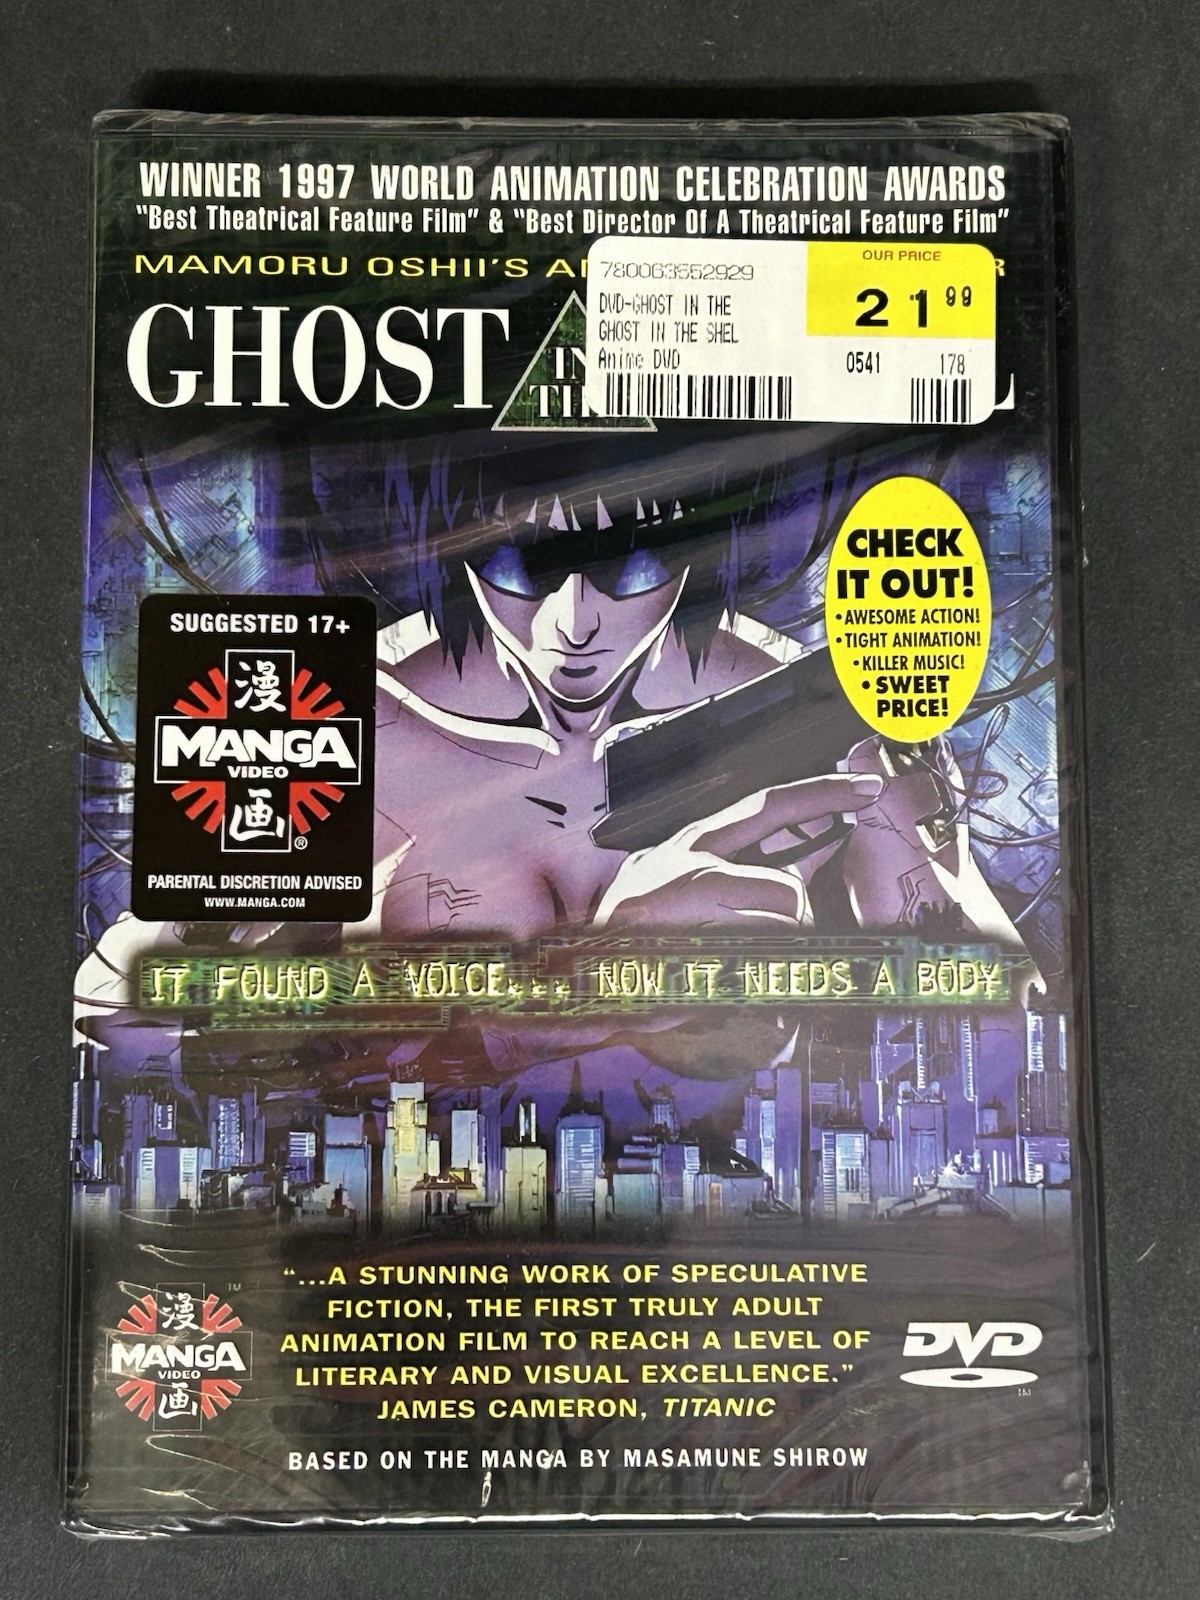 WINNER 1997 WORLD ANIMATION CELEBRATION AWARDS
"Best Theatrical Feature Film" & "Best Director Of A Theatrical Feature Film"
MAMORU OSHII'S
GHOST
780063552929
DVD-GHOST IN THE
GHOST IN THE SHEL
Anime DVD
OUR PRICE
21 99
0541 178
CHECK
IT OUT!
• AWESOME ACTION!
• TIGHT ANIMATION!
• KILLER MUSIC!
• SWEET
PRICE!
SUGGESTED 17+
漫
MANGA
VIDEO
画
®
PARENTAL DISCRETION ADVISED
WWW.MANGA.COM
IT FOUND A VOICE... NOW IT NEEDS A BODY
"...A STUNNING WORK OF SPECULATIVE
FICTION, THE FIRST TRULY ADULT
ANIMATION FILM TO REACH A LEVEL OF
LITERARY AND VISUAL EXCELLENCE."
JAMES CAMERON, TITANIC
漫
TM
MANGA
VIDEO
画
DVD
TM
BASED ON THE MANGA BY MASAMUNE SHIROW